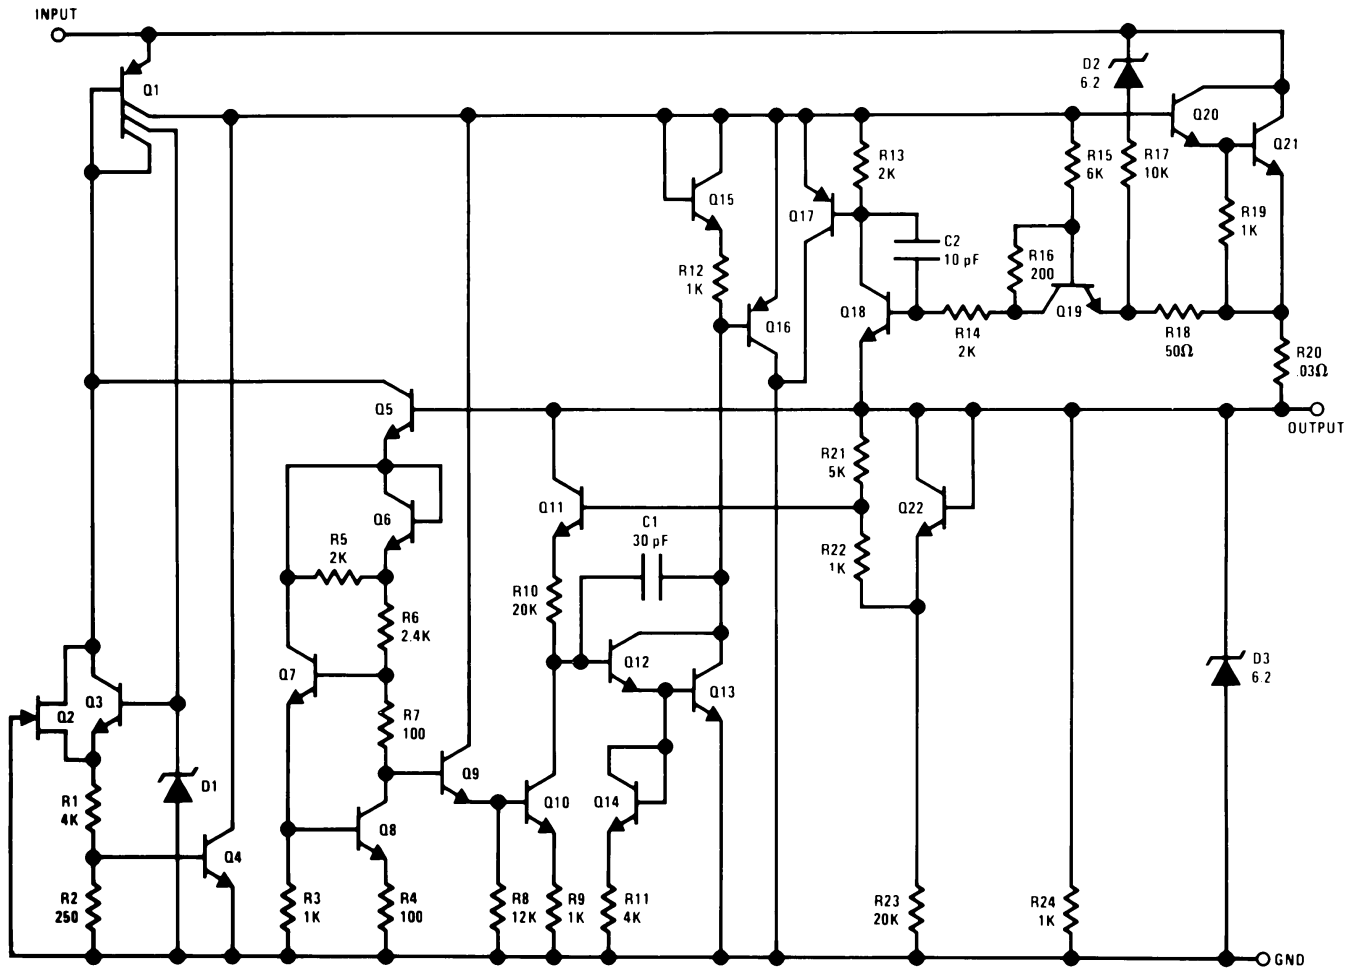 INPUT
Q1
D2
6.2
Q20
Q21
R13
2K
R15
6K
R17
10K
Q15
Q17
R19
1K
C2
10 pF
R16
200
R12
1K
Q16
Q18
R14
2K
Q19
R18
50Ω
R20
.03Ω
Q5
OUTPUT
R21
5K
Q11
Q22
Q6
C1
30 pF
R5
2K
R22
1K
R10
20K
R6
2.4K
Q12
D3
6.2
Q7
Q13
Q3
Q2
R7
100
Q9
D1
R1
4K
Q10
Q14
Q8
Q4
R2
250
R3
1K
R4
100
R8
12K
R9
1K
R11
4K
R23
20K
R24
1K
GND